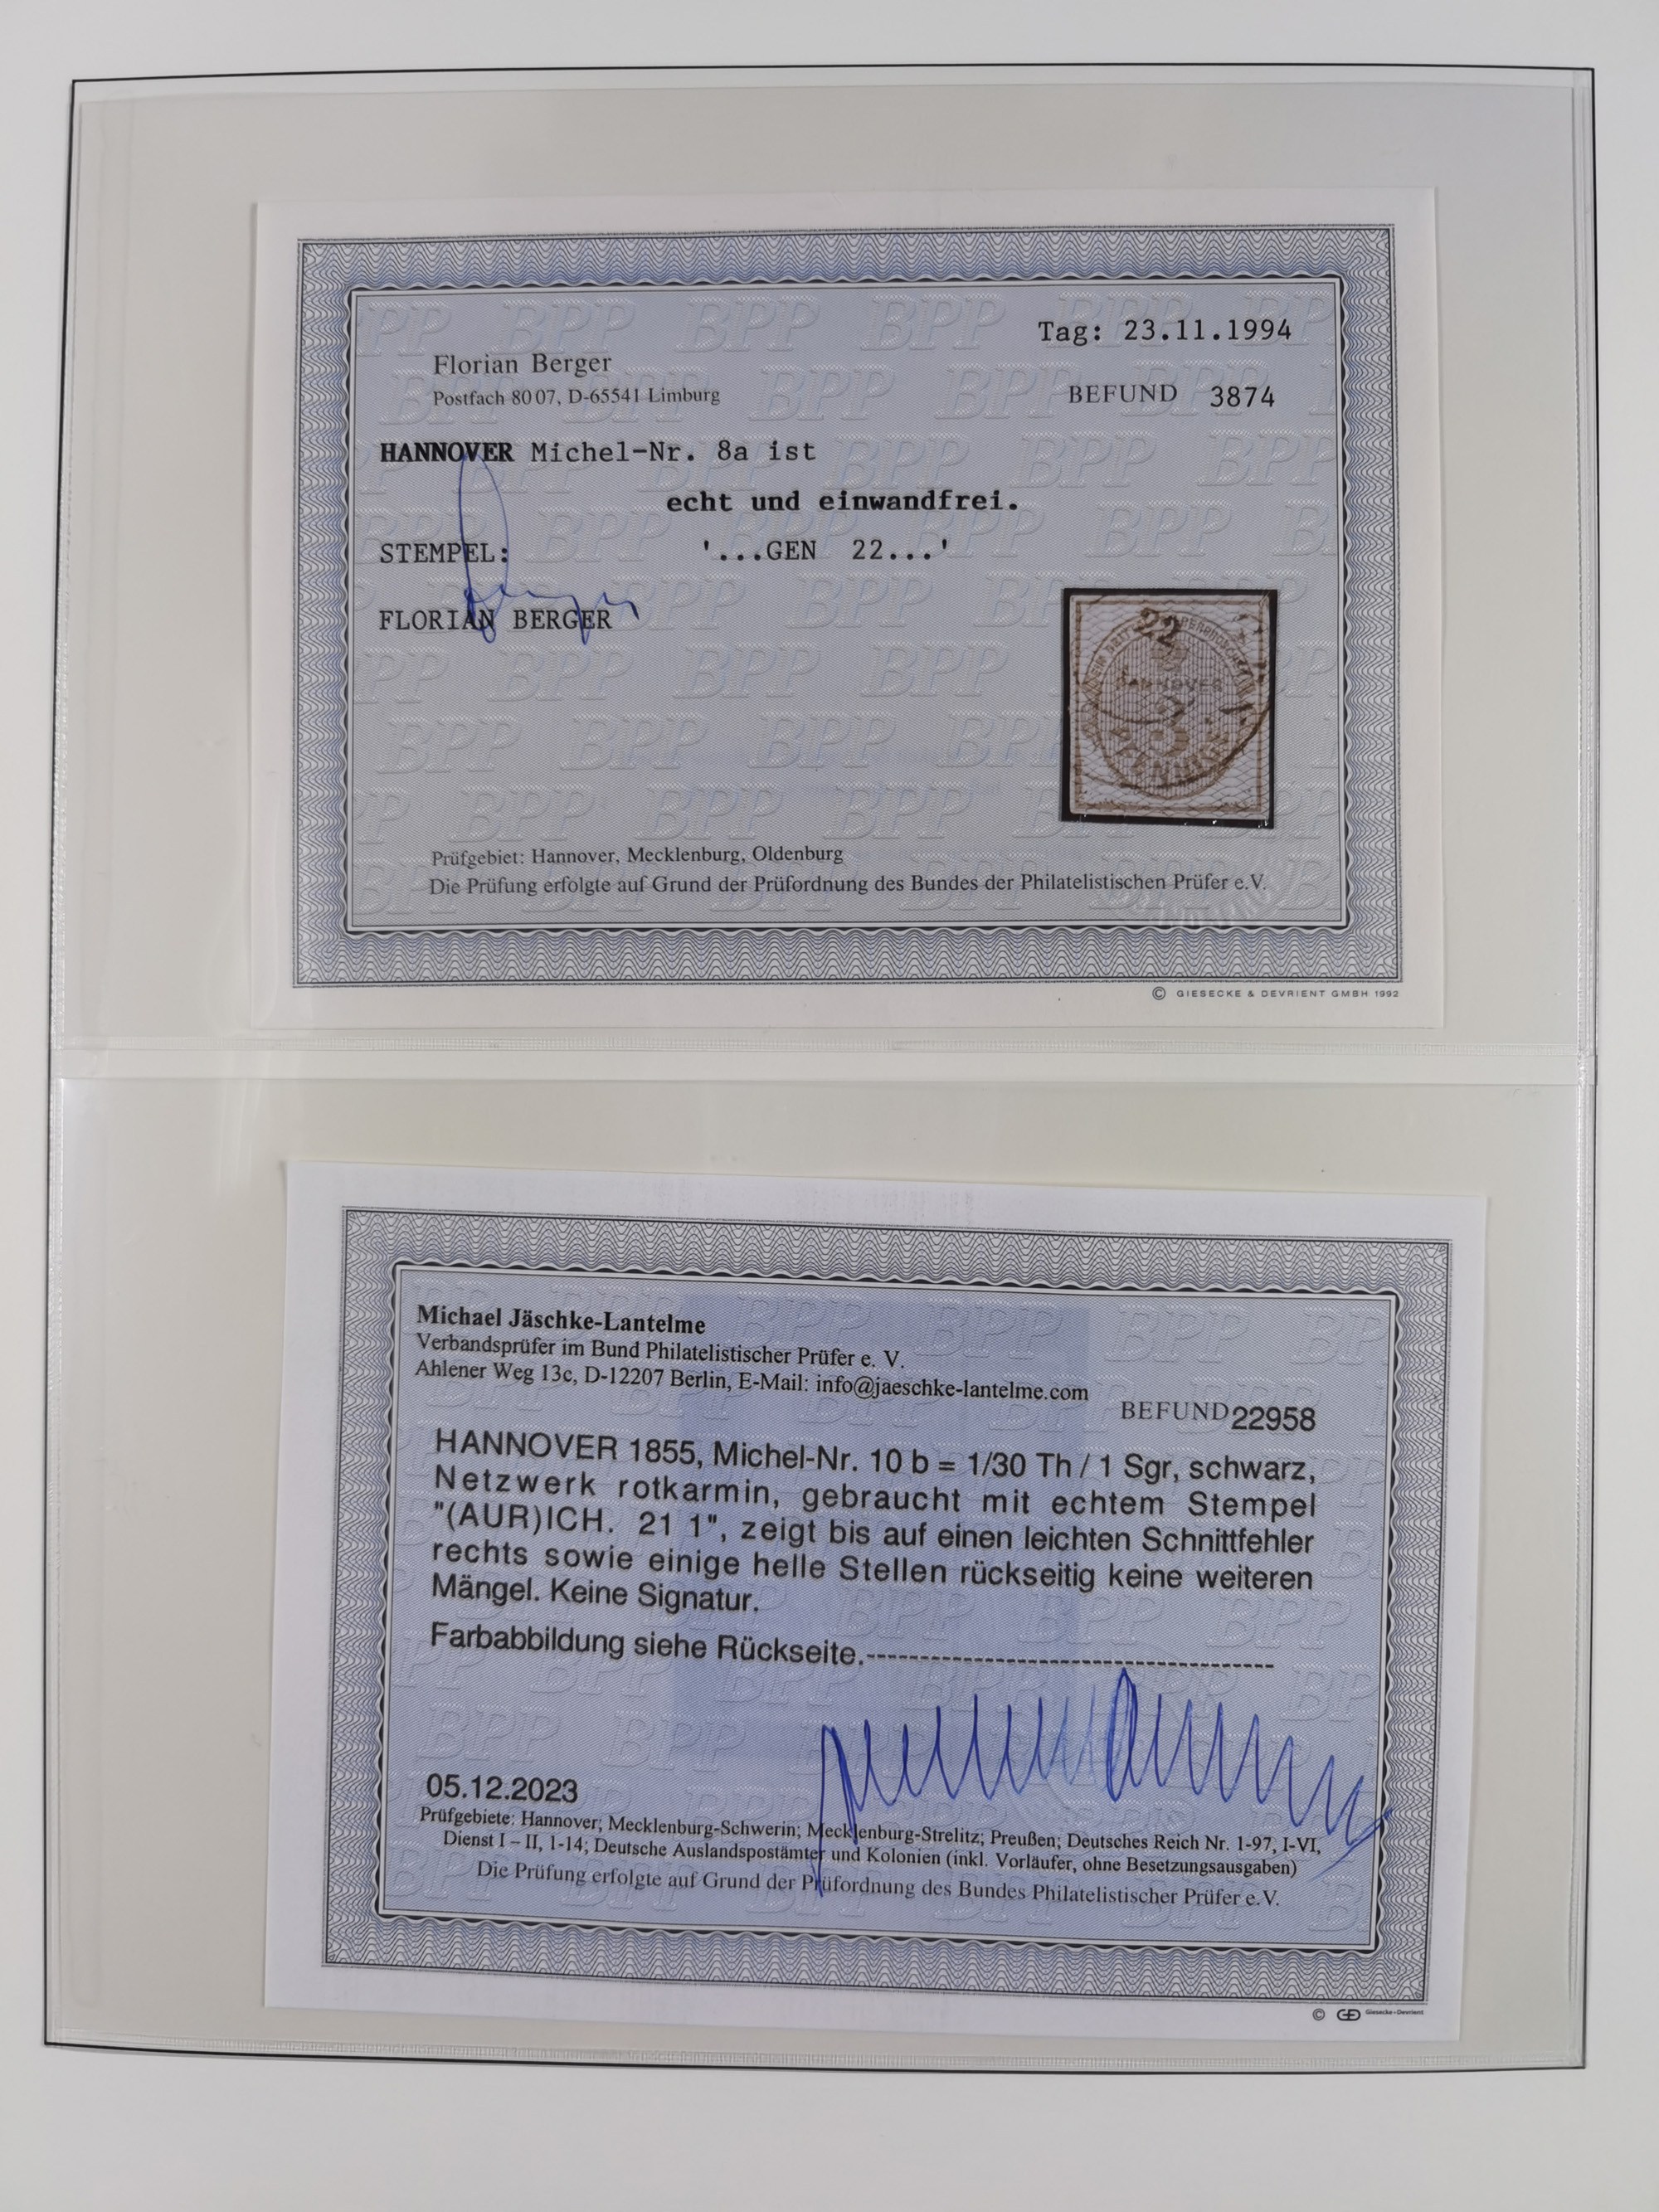 Tag: 23.11.1994
Florian Berger
Postfach 80 07, D-65541 Limburg
BEFUND 3874
HANNOVER Michel-Nr. 8a ist
echt und einwandfrei.
STEMPEL: '...GEN 22...'
FLORIAN BERGER
22
HANNOVER
3
PFENNIGE
Prüfgebiet: Hannover, Mecklenburg, Oldenburg
Die Prüfung erfolgte auf Grund der Prüfordnung des Bundes der Philatelistischen Prüfer e.V.
© GIESECKE & DEVRIENT GMBH 1992
Michael Jäschke-Lantelme
Verbandsprüfer im Bund Philatelistischer Prüfer e. V.
Ahlener Weg 13c, D-12207 Berlin, E-Mail: info@jaeschke-lantelme.com
BEFUND 22958
HANNOVER 1855, Michel-Nr. 10 b = 1/30 Th / 1 Sgr, schwarz,
Netzwerk rotkarmin, gebraucht mit echtem Stempel
"(AUR)ICH. 21 1", zeigt bis auf einen leichten Schnittfehler
rechts sowie einige helle Stellen rückseitig keine weiteren
Mängel. Keine Signatur.
Farbabbildung siehe Rückseite.--------------------------------------
05.12.2023
Prüfgebiete: Hannover; Mecklenburg-Schwerin; Mecklenburg-Strelitz; Preußen; Deutsches Reich Nr. 1-97, I-VI,
Dienst I – II, 1-14; Deutsche Auslandspostämter und Kolonien (inkl. Vorläufer, ohne Besetzungsausgaben)
Die Prüfung erfolgte auf Grund der Prüfordnung des Bundes Philatelistischer Prüfer e.V.
© Giesecke+Devrient